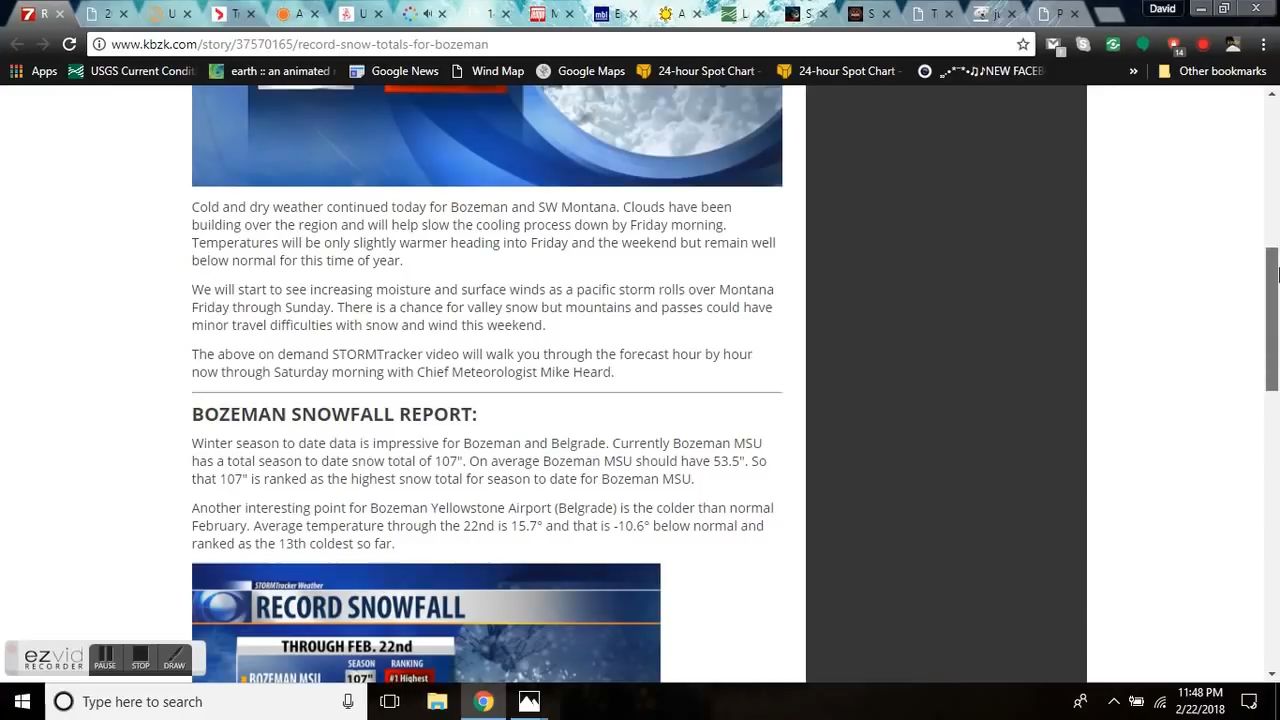 David
www.kbzk.com/story/37570165/record-snow-totals-for-bozeman
Apps USGS Current Condit earth :: an animated Google News Wind Map Google Maps 24-hour Spot Chart - 24-hour Spot Chart - NEW FACEB » Other bookmarks
Cold and dry weather continued today for Bozeman and SW Montana. Clouds have been
building over the region and will help slow the cooling process down by Friday morning.
Temperatures will be only slightly warmer heading into Friday and the weekend but remain well
below normal for this time of year.
We will start to see increasing moisture and surface winds as a pacific storm rolls over Montana
Friday through Sunday. There is a chance for valley snow but mountains and passes could have
minor travel difficulties with snow and wind this weekend.
The above on demand STORMTracker video will walk you through the forecast hour by hour
now through Saturday morning with Chief Meteorologist Mike Heard.
BOZEMAN SNOWFALL REPORT:
Winter season to date data is impressive for Bozeman and Belgrade. Currently Bozeman MSU
has a total season to date snow total of 107". On average Bozeman MSU should have 53.5". So
that 107" is ranked as the highest snow total for season to date for Bozeman MSU.
Another interesting point for Bozeman Yellowstone Airport (Belgrade) is the colder than normal
February. Average temperature through the 22nd is 15.7° and that is -10.6° below normal and
ranked as the 13th coldest so far.
STORMTracker Weather
RECORD SNOWFALL
THROUGH FEB. 22nd
SEASON RANKING
BOZEMAN MSU 107" #1 Highest
ezvid
RECORDER
PAUSE STOP DRAW
Type here to search
11:48 PM
2/22/2018